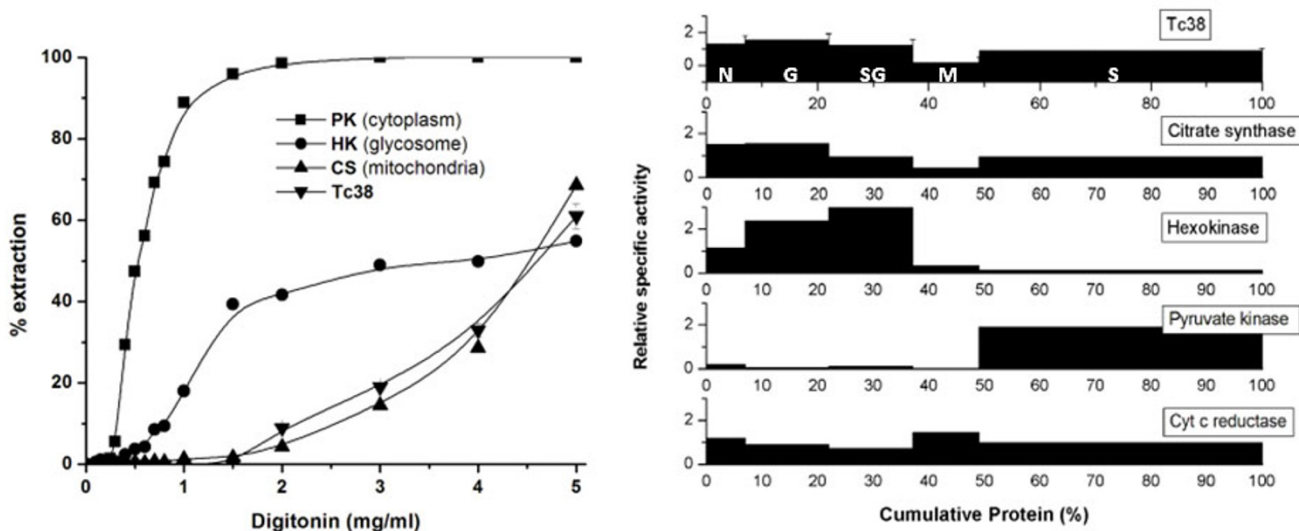 100
80
60
40
20
0
% extraction
PK (cytoplasm)
HK (glycosome)
CS (mitochondria)
Tc38
0 1 2 3 4 5
Digitonin (mg/ml)
Relative specific activity
2
0
Tc38
N G SG M S
0 10 20 30 40 50 60 70 80 90 100
2
0
Citrate synthase
0 10 20 30 40 50 60 70 80 90 100
2
0
Hexokinase
0 10 20 30 40 50 60 70 80 90 100
2
0
Pyruvate kinase
0 10 20 30 40 50 60 70 80 90 100
2
0
Cyt c reductase
0 10 20 30 40 50 60 70 80 90 100
Cumulative Protein (%)